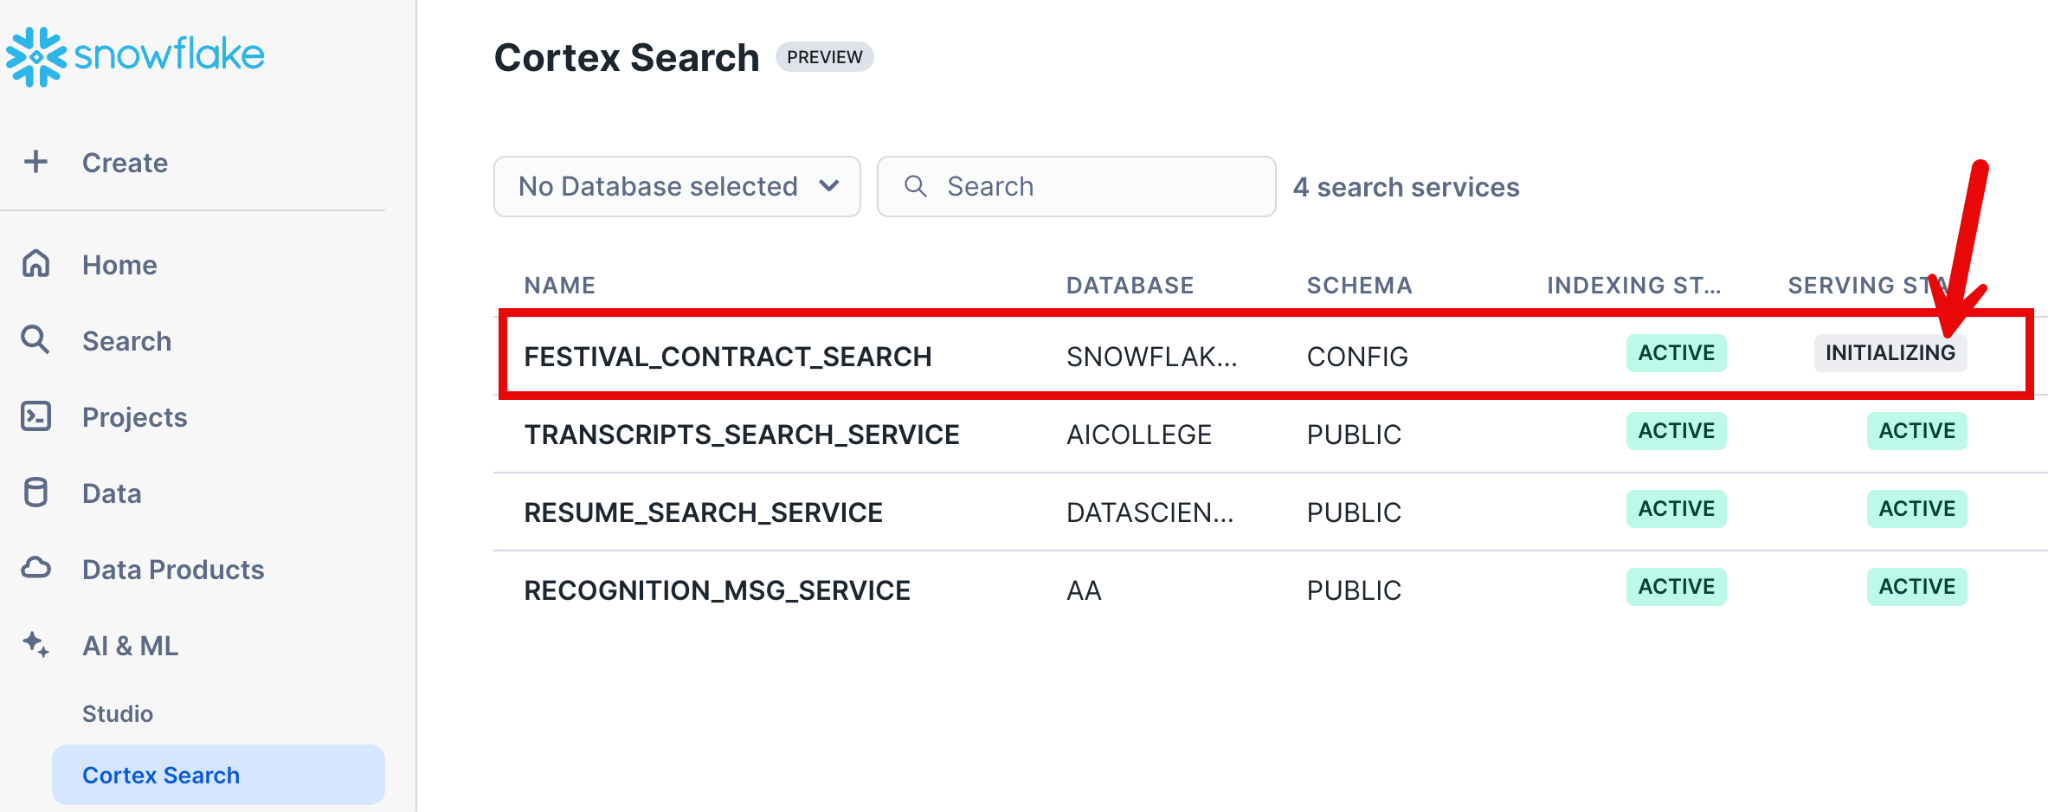 snowflake
Create
Home
Search
Projects
Data
Data Products
AI & ML
Studio
Cortex Search
Cortex Search PREVIEW
No Database selected Search 4 search services
NAME DATABASE SCHEMA INDEXING ST... SERVING STA
FESTIVAL_CONTRACT_SEARCH SNOWFLAK... CONFIG ACTIVE INITIALIZING
TRANSCRIPTS_SEARCH_SERVICE AICOLLEGE PUBLIC ACTIVE ACTIVE
RESUME_SEARCH_SERVICE DATASCIEN... PUBLIC ACTIVE ACTIVE
RECOGNITION_MSG_SERVICE AA PUBLIC ACTIVE ACTIVE